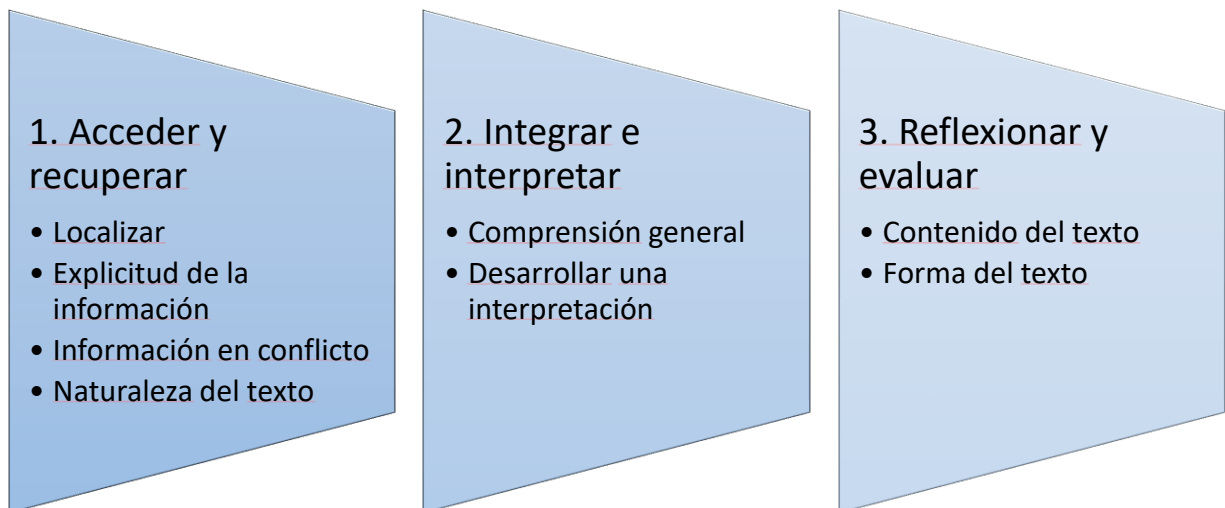 1. Acceder y
recuperar
• Localizar
• Explicitud de la
información
• Información en conflicto
• Naturaleza del texto
2. Integrar e
interpretar
• Comprensión general
• Desarrollar una
interpretación
3. Reflexionar y
evaluar
• Contenido del texto
• Forma del texto